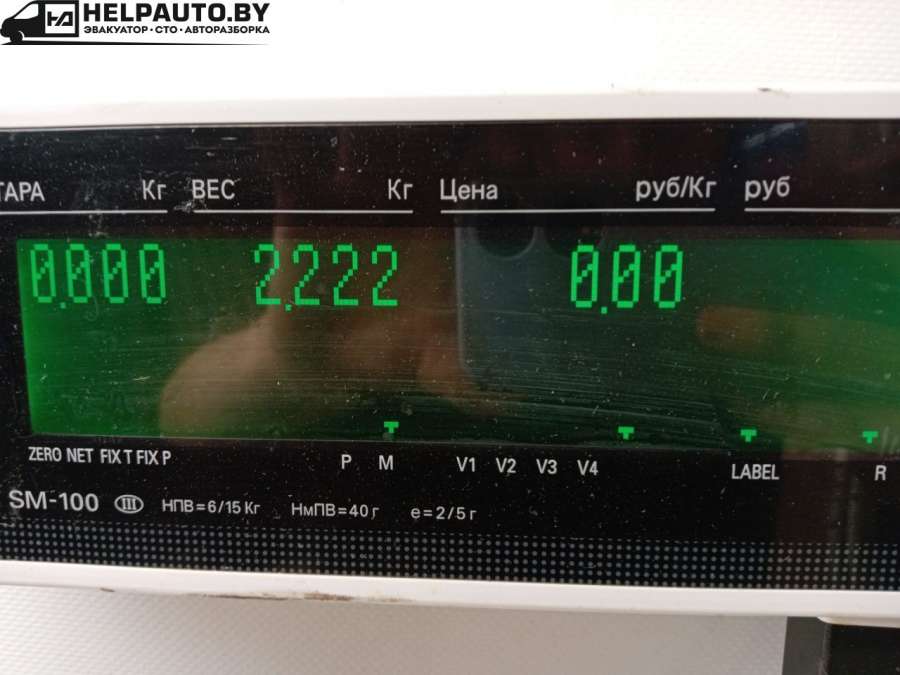 HELPAUTO.BY
ЭВАКУАТОР · СТО · АВТОРАЗБОРКА
ТАРА Кг ВЕС Кг Цена руб/Кг руб
0.000 2.222 0.00
ZERO NET FIX T FIX P P M V1 V2 V3 V4 LABEL R
SM-100 III НПВ=6/15 Кг НмПВ=40 г e=2/5 г